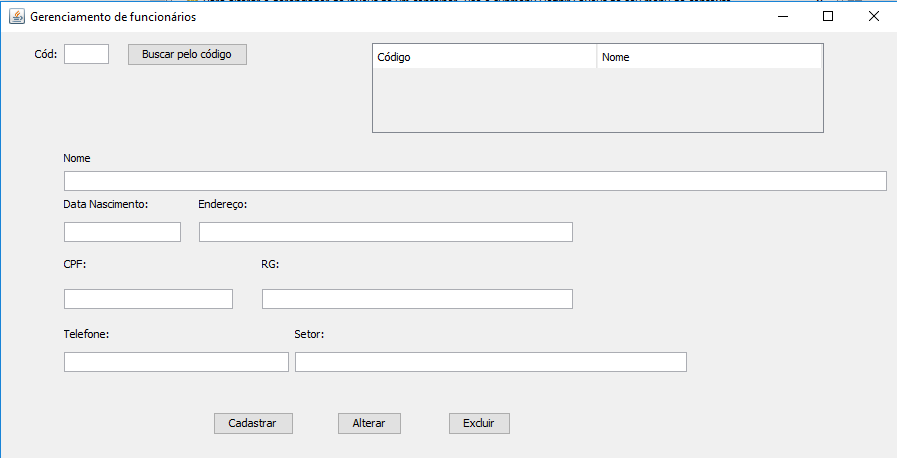 Gerenciamento de funcionários
Cód: Buscar pelo código
Código Nome
Nome
Data Nascimento: Endereço:
CPF: RG:
Telefone: Setor:
Cadastrar Alterar Excluir